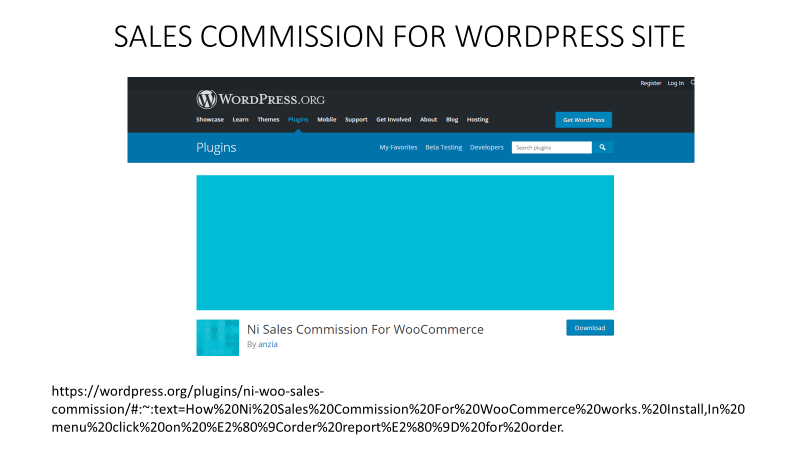 SALES COMMISSION FOR WORDPRESS SITE
Register Log In
WORDPRESS.ORG
Showcase Learn Themes Plugins Mobile Support Get Involved About Blog Hosting Get WordPress
Plugins My Favorites Beta Testing Developers Search plugins
Ni Sales Commission For WooCommerce
Download
By anzia
https://wordpress.org/plugins/ni-woo-sales-
commission/#:~:text=How%20Ni%20Sales%20Commission%20For%20WooCommerce%20works.%20Install,In%20
menu%20click%20on%20%E2%80%9Corder%20report%E2%80%9D%20for%20order.